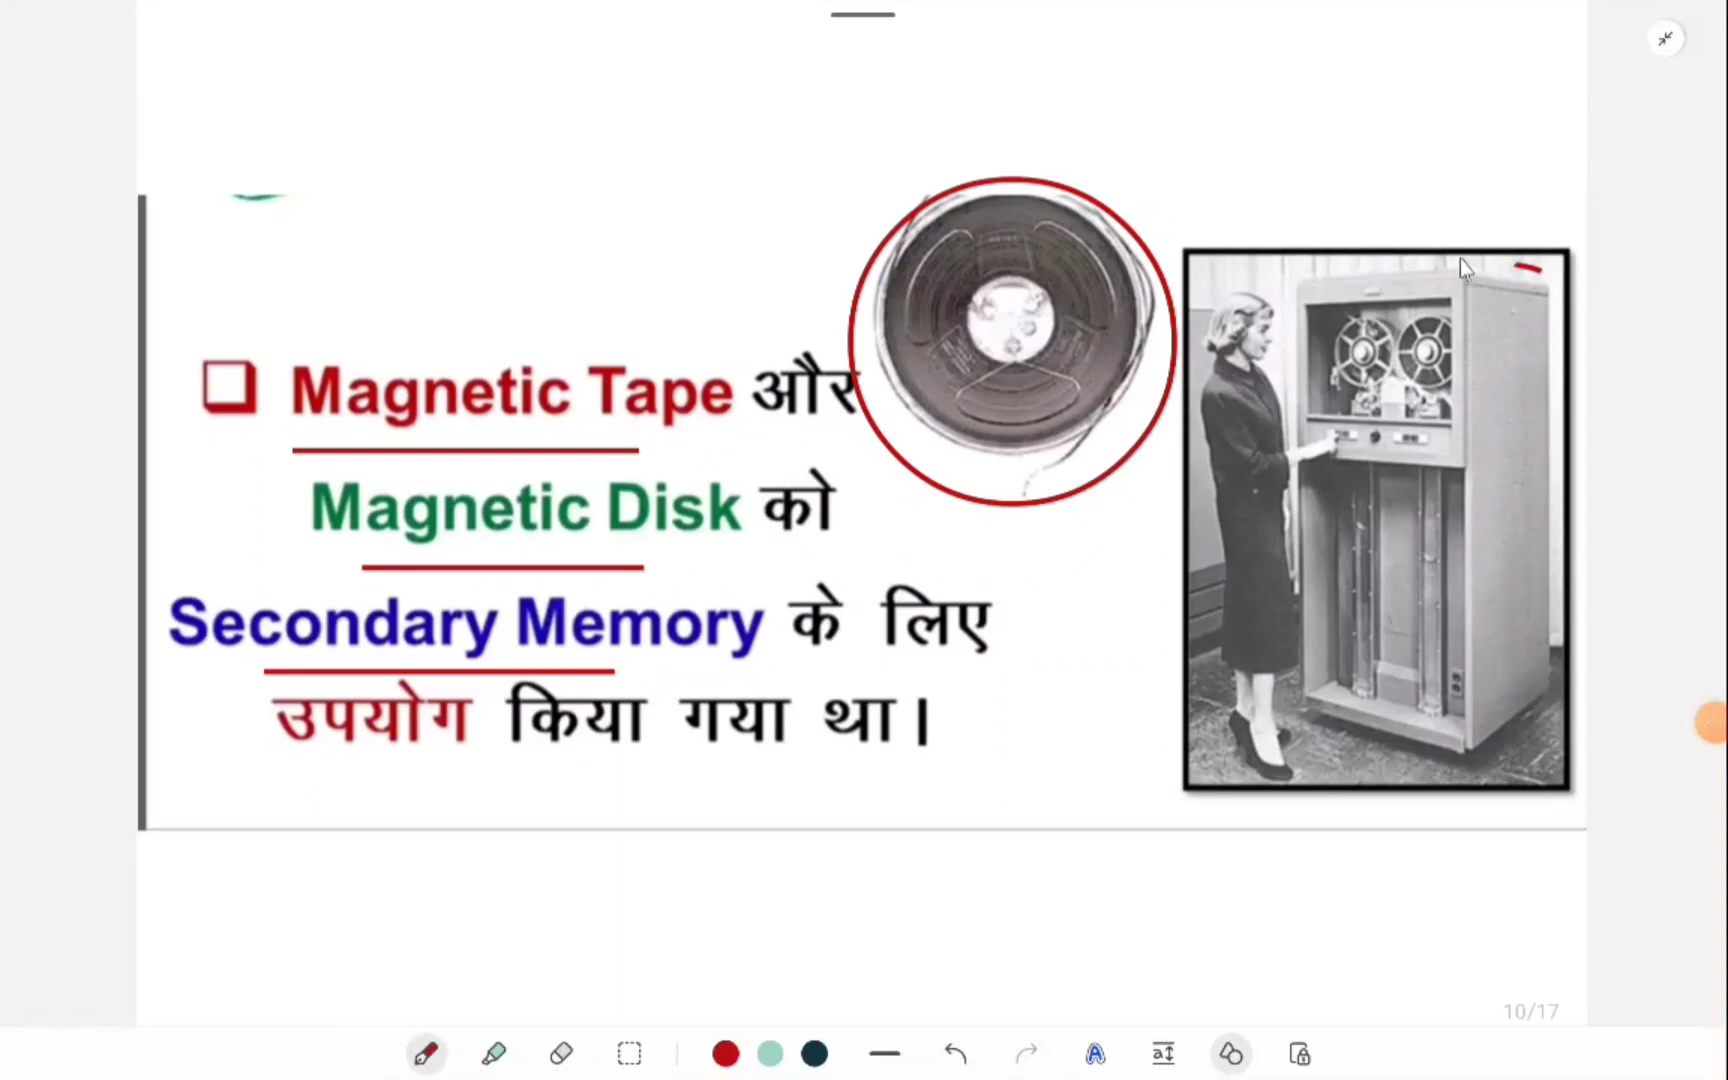 Magnetic Tape और
Magnetic Disk को
Secondary Memory के लिए
उपयोग किया गया था।
10/17